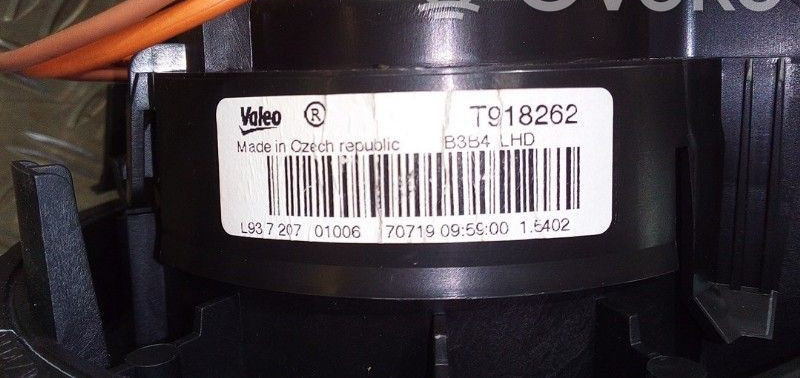 Valeo ® T918262
Made in Czech republic B3B4 LHD
L93 7 207 01006 70719 09:59:00 1.5402